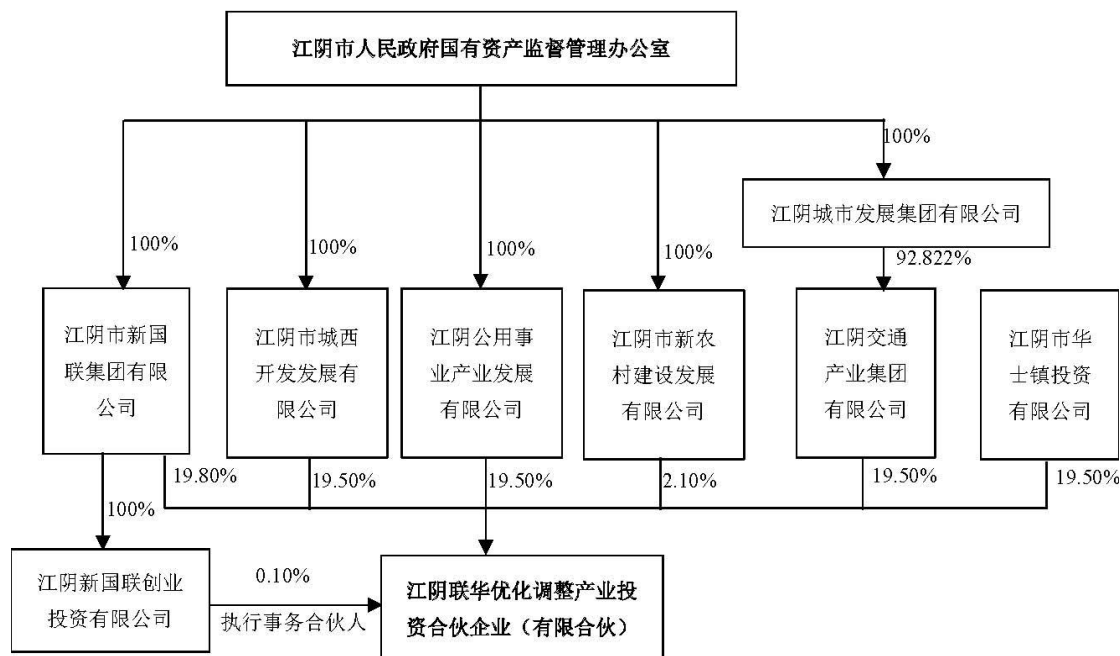 江阴市人民政府国有资产监督管理办公室
100%
江阴城市发展集团有限公司
100%
100%
100%
100%
92.822%
江阴市新国
联集团有限
公司
江阴市城西
开发发展有
限公司
江阴公用事
业产业发展
有限公司
江阴市新农
村建设发展
有限公司
江阴交通
产业集团
有限公司
江阴市华
士镇投资
有限公司
19.80%
19.50%
19.50%
2.10%
19.50%
19.50%
100%
江阴新国联创业
投资有限公司
0.10%
执行事务合伙人
江阴联华优化调整产业投
资合伙企业（有限合伙）